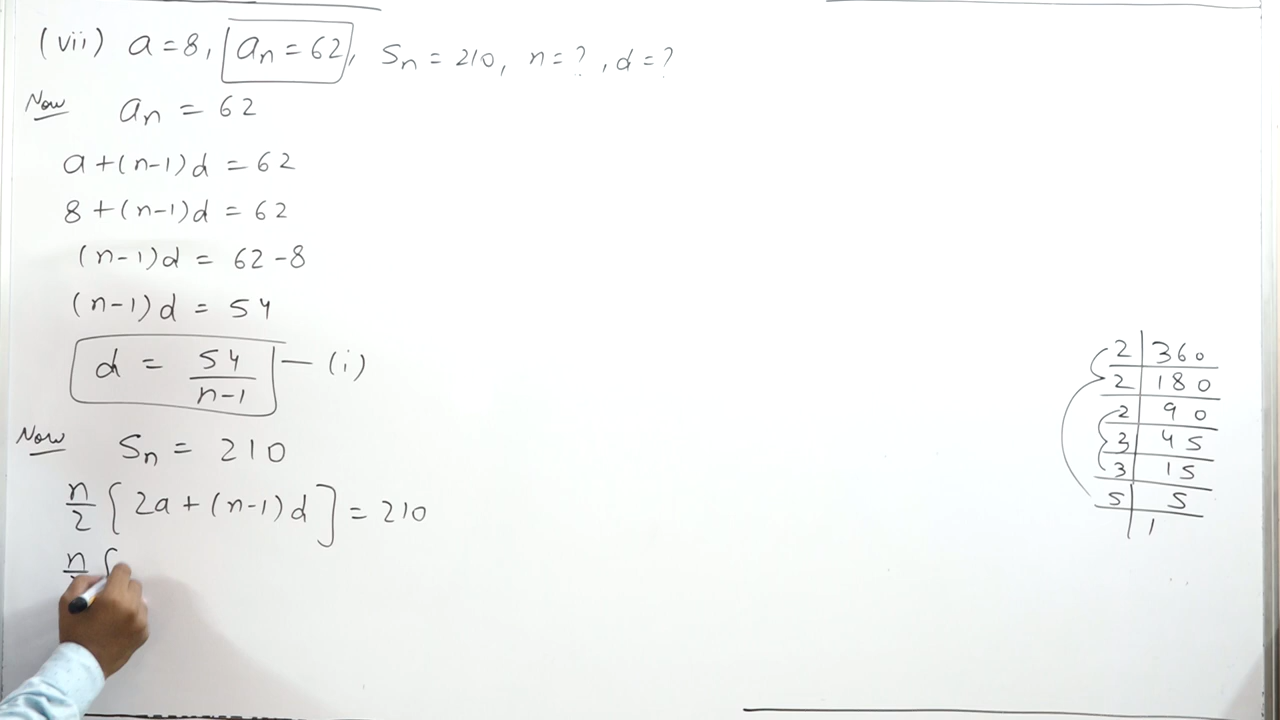 (vii) a = 8, an = 62, Sn = 210, n = ?, d = ?
Now an = 62
a + (n-1)d = 62
8 + (n-1)d = 62
(n-1)d = 62 - 8
(n-1)d = 54
d = 54/n-1 — (i)
Now Sn = 210
n/2 [2a + (n-1)d] = 210
n [
2 | 360
2 | 180
2 | 90
3 | 45
3 | 15
5 | 5
| 1